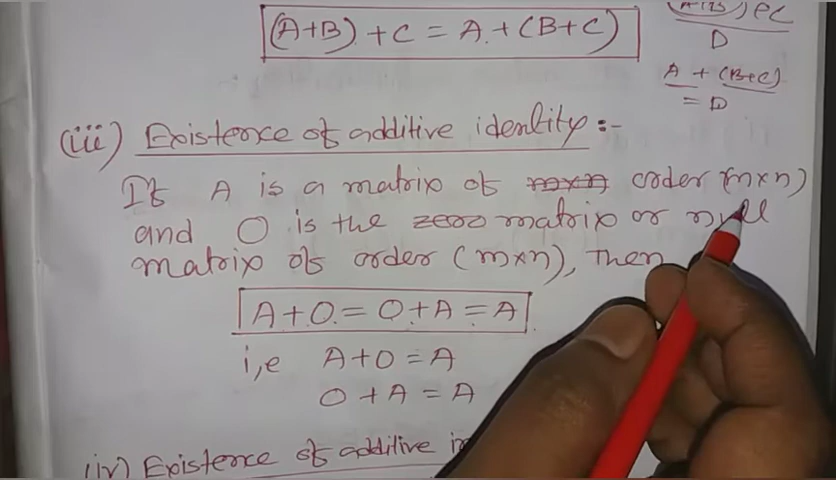 (A+B) + C = A + (B+C)
D
A + (B+C)
= D
(iii) Existence of additive identity :-
If A is a matrix of order (m×n)
and O is the zero matrix or null
matrix of order (m×n), Then
A+O = O+A = A
i,e A+O = A
O + A = A
(iv) Existence of additive